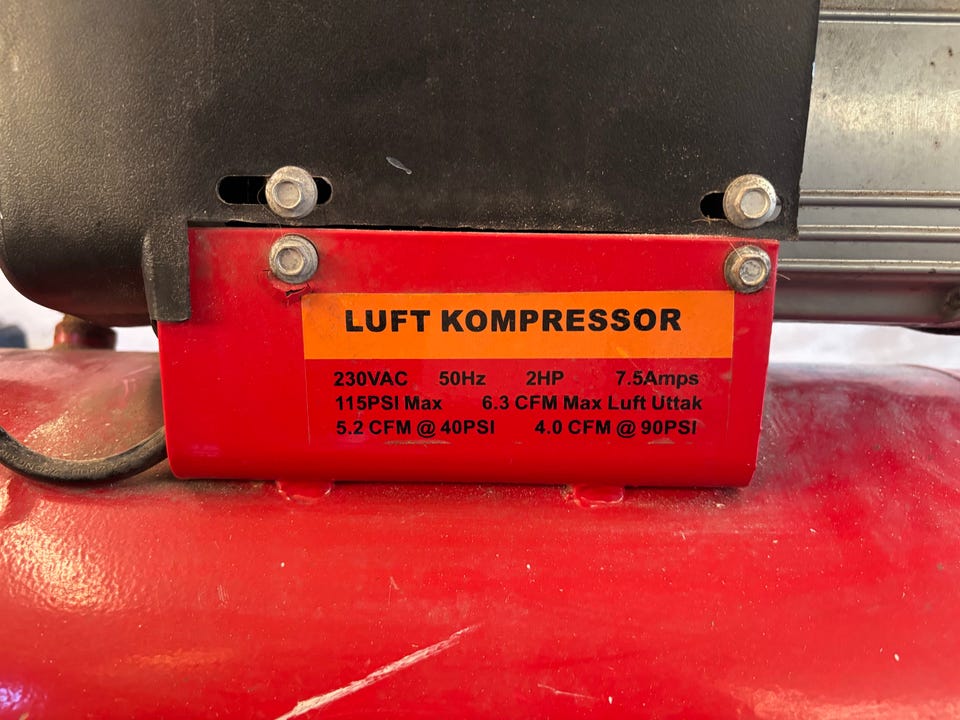 LUFT KOMPRESSOR
230VAC 50Hz 2HP 7.5Amps
115PSI Max 6.3 CFM Max Luft Uttak
5.2 CFM @ 40PSI 4.0 CFM @ 90PSI